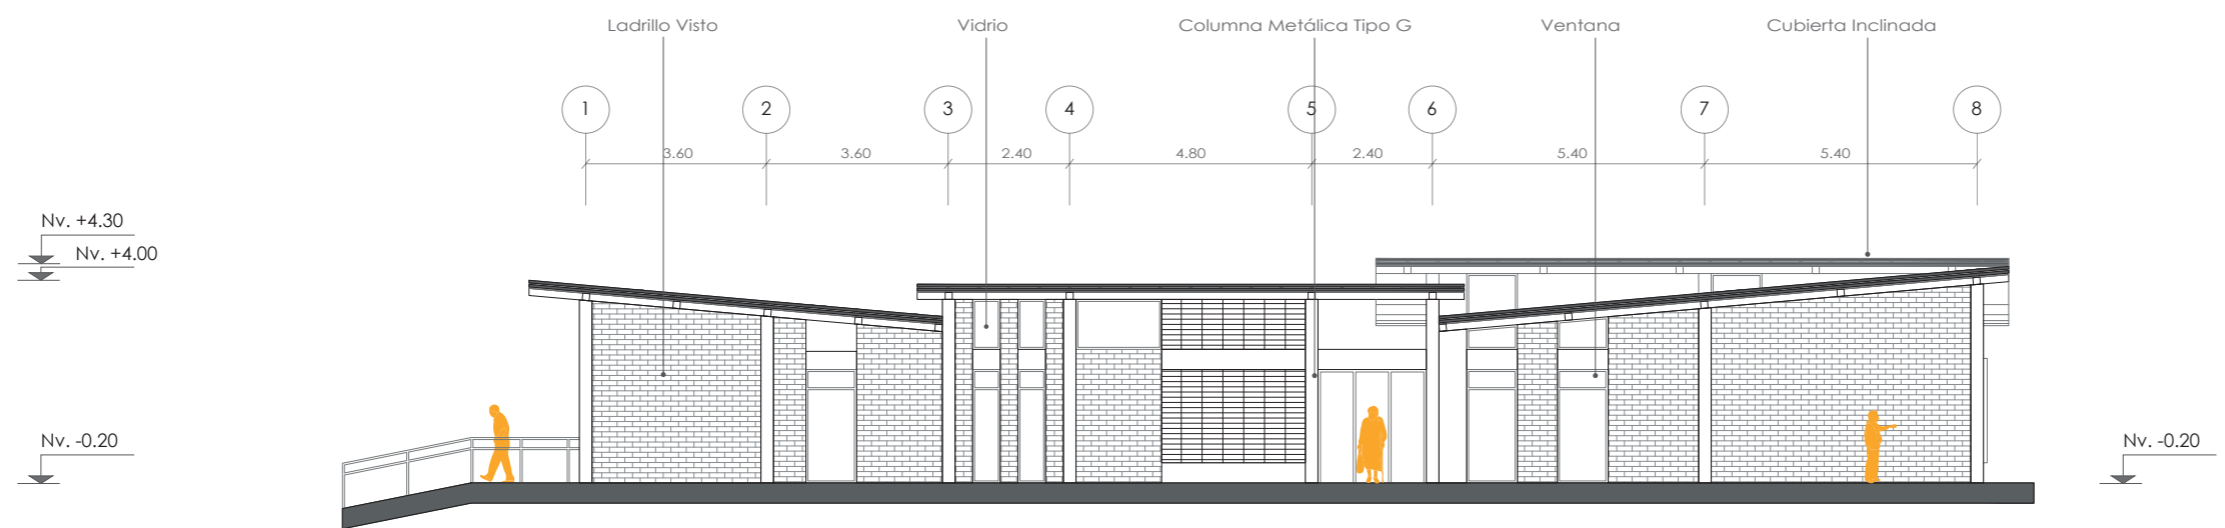 Ladrillo Visto Vidrio Columna Metálica Tipo G Ventana Cubierta Inclinada
1 2 3 4 5 6 7 8
3.60 3.60 2.40 4.80 2.40 5.40 5.40
Nv. +4.30
Nv. +4.00
Nv. -0.20 Nv. -0.20